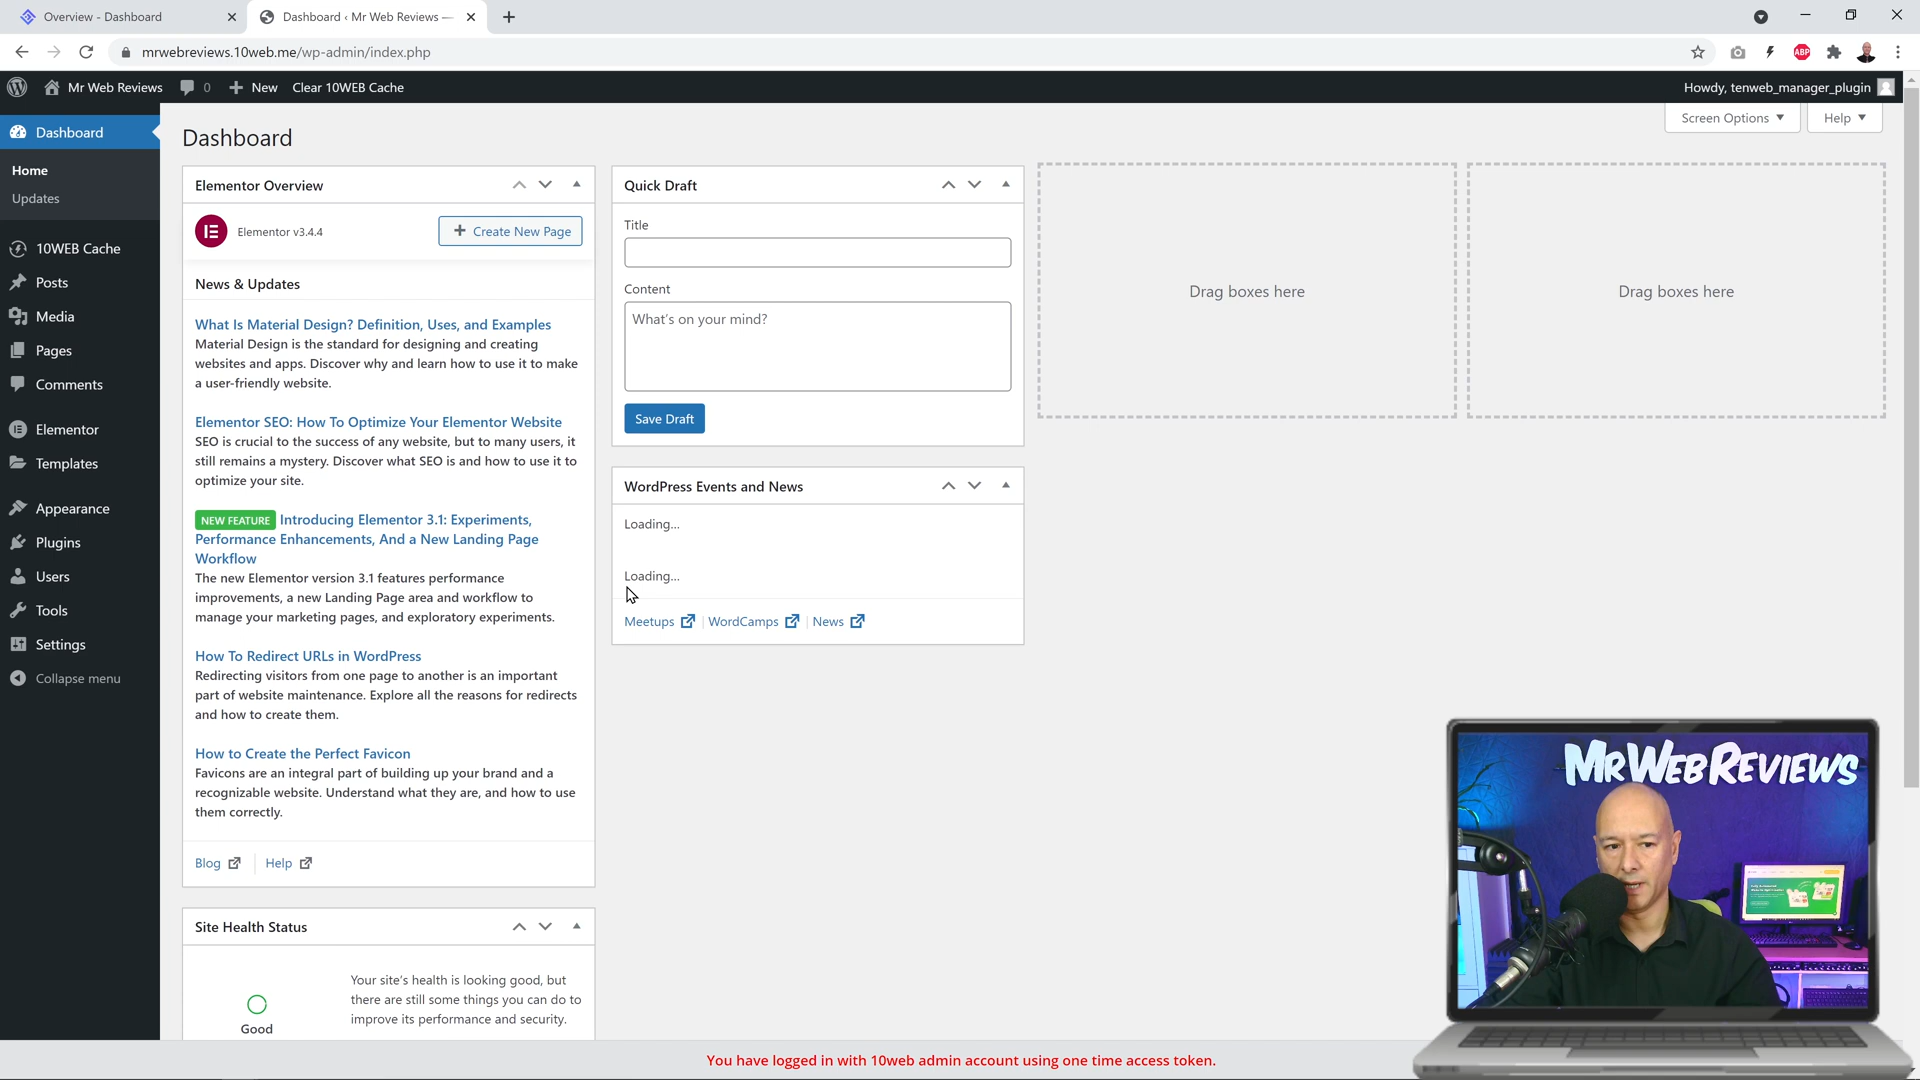 Overview - Dashboard
Dashboard ‹ Mr Web Reviews —
mrwebreviews.10web.me/wp-admin/index.php
ABP
Mr Web Reviews
0
New
Clear 10WEB Cache
Howdy, tenweb_manager_plugin
Dashboard
Home
Updates
10WEB Cache
Posts
Media
Pages
Comments
Elementor
Templates
Appearance
Plugins
Users
Tools
Settings
Collapse menu
Screen Options
Help
Dashboard
Elementor Overview
Elementor v3.4.4
Create New Page
News & Updates
What Is Material Design? Definition, Uses, and Examples
Material Design is the standard for designing and creating
websites and apps. Discover why and learn how to use it to make
a user-friendly website.
Elementor SEO: How To Optimize Your Elementor Website
SEO is crucial to the success of any website, but to many users, it
still remains a mystery. Discover what SEO is and how to use it to
optimize your site.
NEW FEATURE Introducing Elementor 3.1: Experiments,
Performance Enhancements, And a New Landing Page
Workflow
The new Elementor version 3.1 features performance
improvements, a new Landing Page area and workflow to
manage your marketing pages, and exploratory experiments.
How To Redirect URLs in WordPress
Redirecting visitors from one page to another is an important
part of website maintenance. Explore all the reasons for redirects
and how to create them.
How to Create the Perfect Favicon
Favicons are an integral part of building up your brand and a
recognizable website. Understand what they are, and how to use
them correctly.
Blog
Help
Site Health Status
Good
Your site's health is looking good, but
there are still some things you can do to
improve its performance and security.
Quick Draft
Title
Content
What's on your mind?
Save Draft
WordPress Events and News
Loading...
Loading...
Meetups
WordCamps
News
Drag boxes here
Drag boxes here
MRWEBREVIEWS
You have logged in with 10web admin account using one time access token.